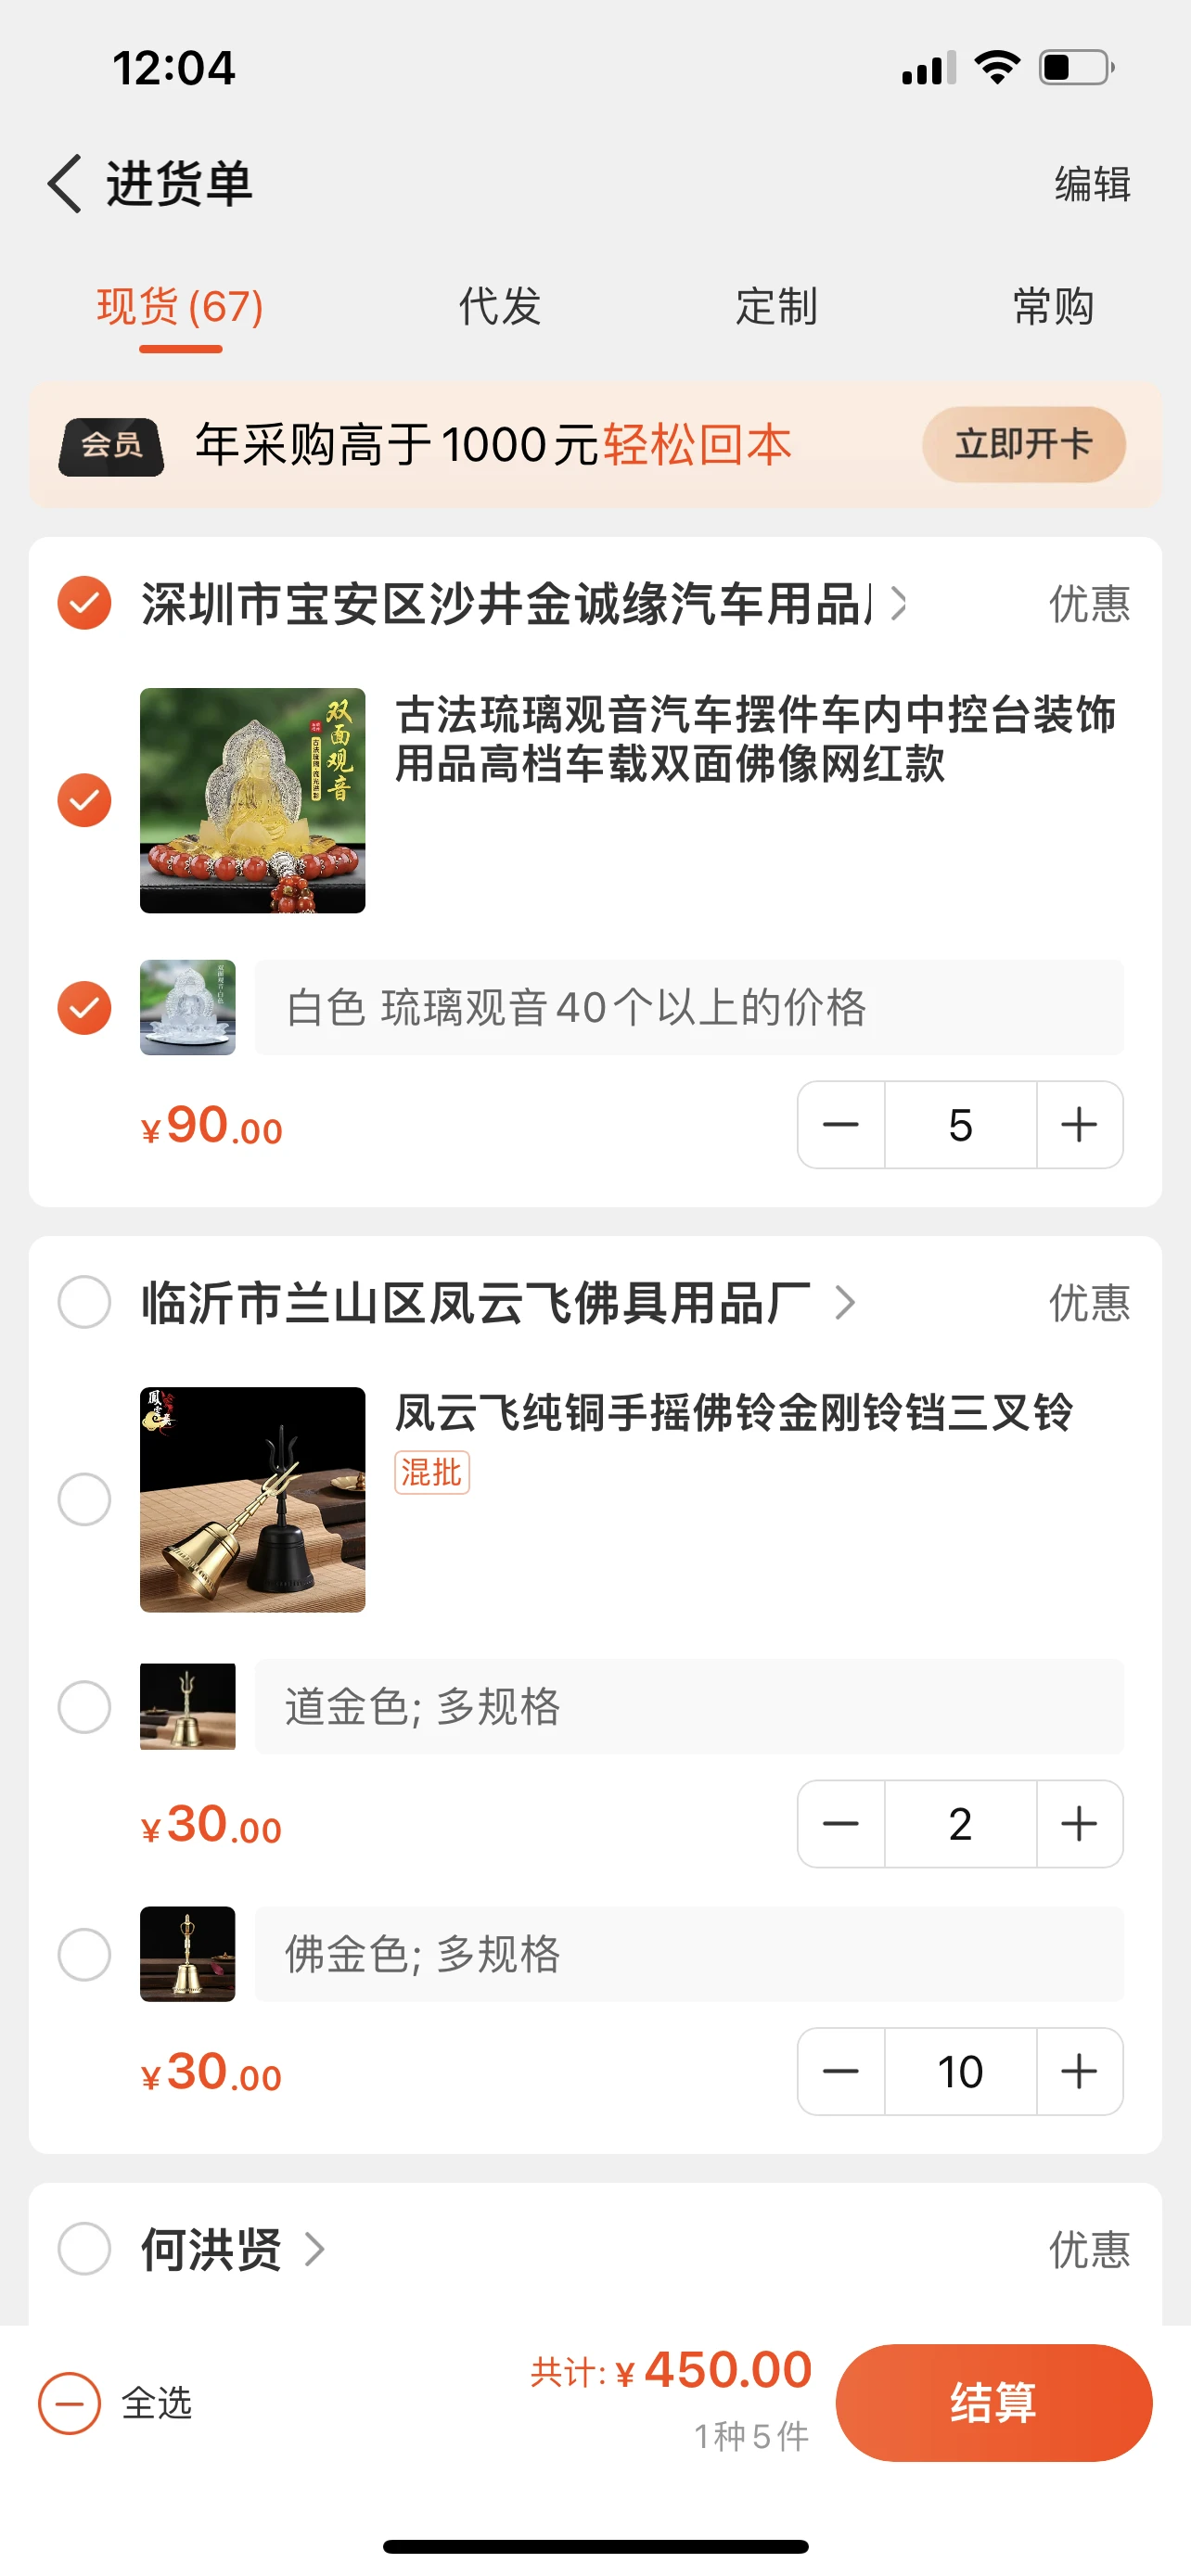 12:04
进货单
编辑
现货(67)
代发
定制
常购
会员
年采购高于1000元轻松回本
立即开卡
深圳市宝安区沙井金诚缘汽车用品
优惠
双面观音
古法琉璃观音汽车摆件车内中控台装饰
用品高档车载双面佛像网红款
白色 琉璃观音40个以上的价格
¥90.00
5
临沂市兰山区凤云飞佛具用品厂
优惠
凤云飞纯铜手摇佛铃金刚铃铛三叉铃
混批
道金色; 多规格
¥30.00
2
佛金色; 多规格
¥30.00
10
何洪贤
优惠
全选
共计: ¥450.00
1种5件
结算